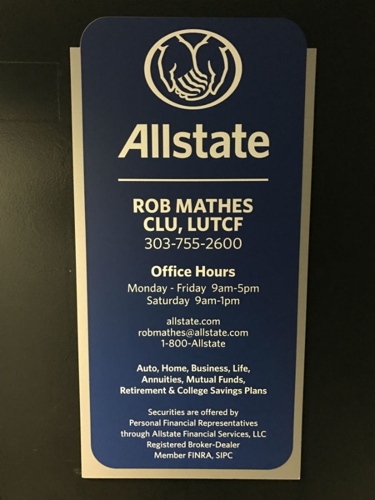 Allstate
ROB MATHES
CLU, LUTCF
303-755-2600
Office Hours
Monday - Friday 9am-5pm
Saturday 9am-1pm
allstate.com
robmathes@allstate.com
1-800-Allstate
Auto, Home, Business, Life,
Annuities, Mutual Funds,
Retirement & College Savings Plans
Securities are offered by
Personal Financial Representatives
through Allstate Financial Services, LLC
Registered Broker-Dealer
Member FINRA, SIPC